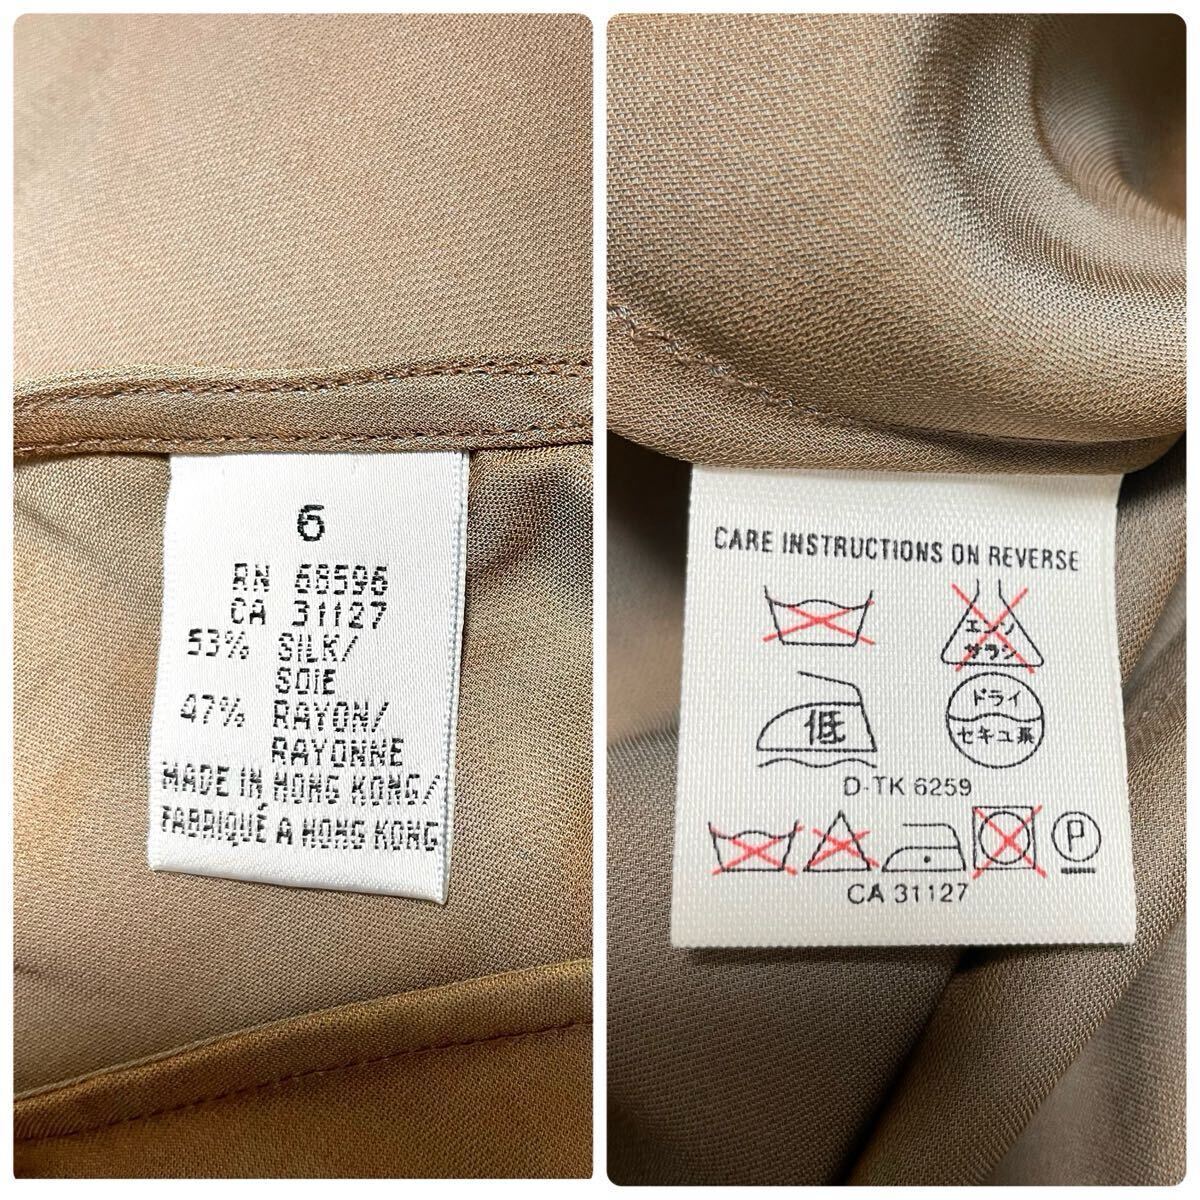 6
RN 68596
CA 31127
53% SILK/
SOIE
47% RAYON/
RAYONNE
MADE IN HONG KONG/
FABRIQUÉ A HONG KONG
CARE INSTRUCTIONS ON REVERSE
エンソ
サラシ
低
ドライ
セキユ系
D-TK 6259
P
CA 31127